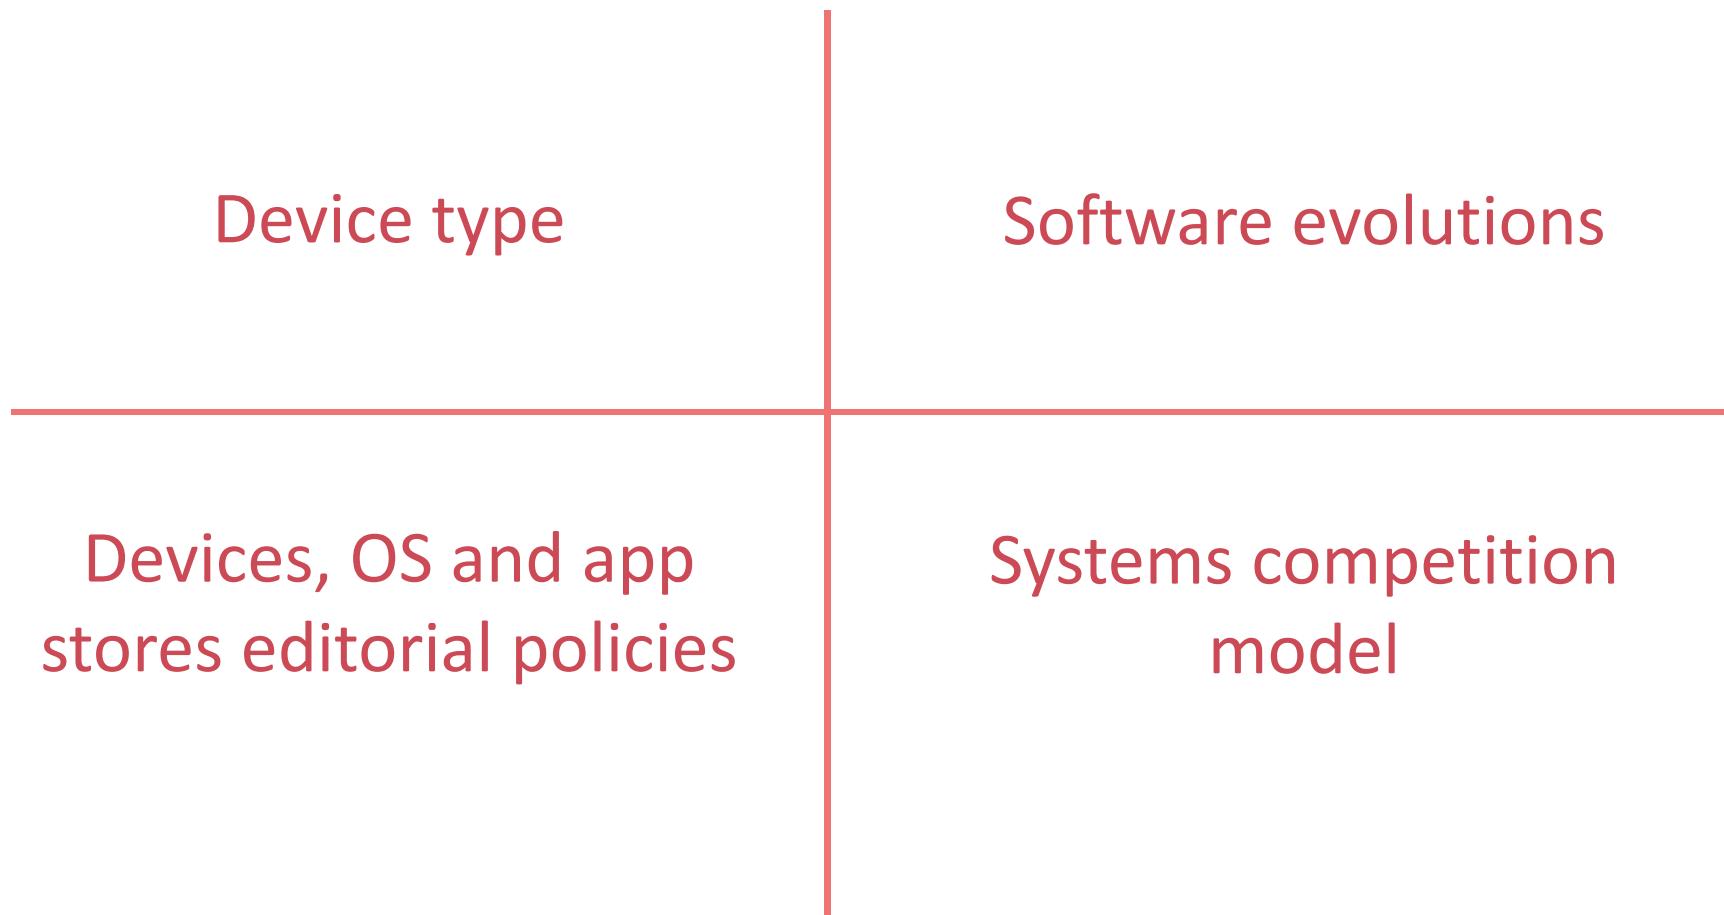 Device type
Software evolutions
Devices, OS and app
stores editorial policies
Systems competition
model